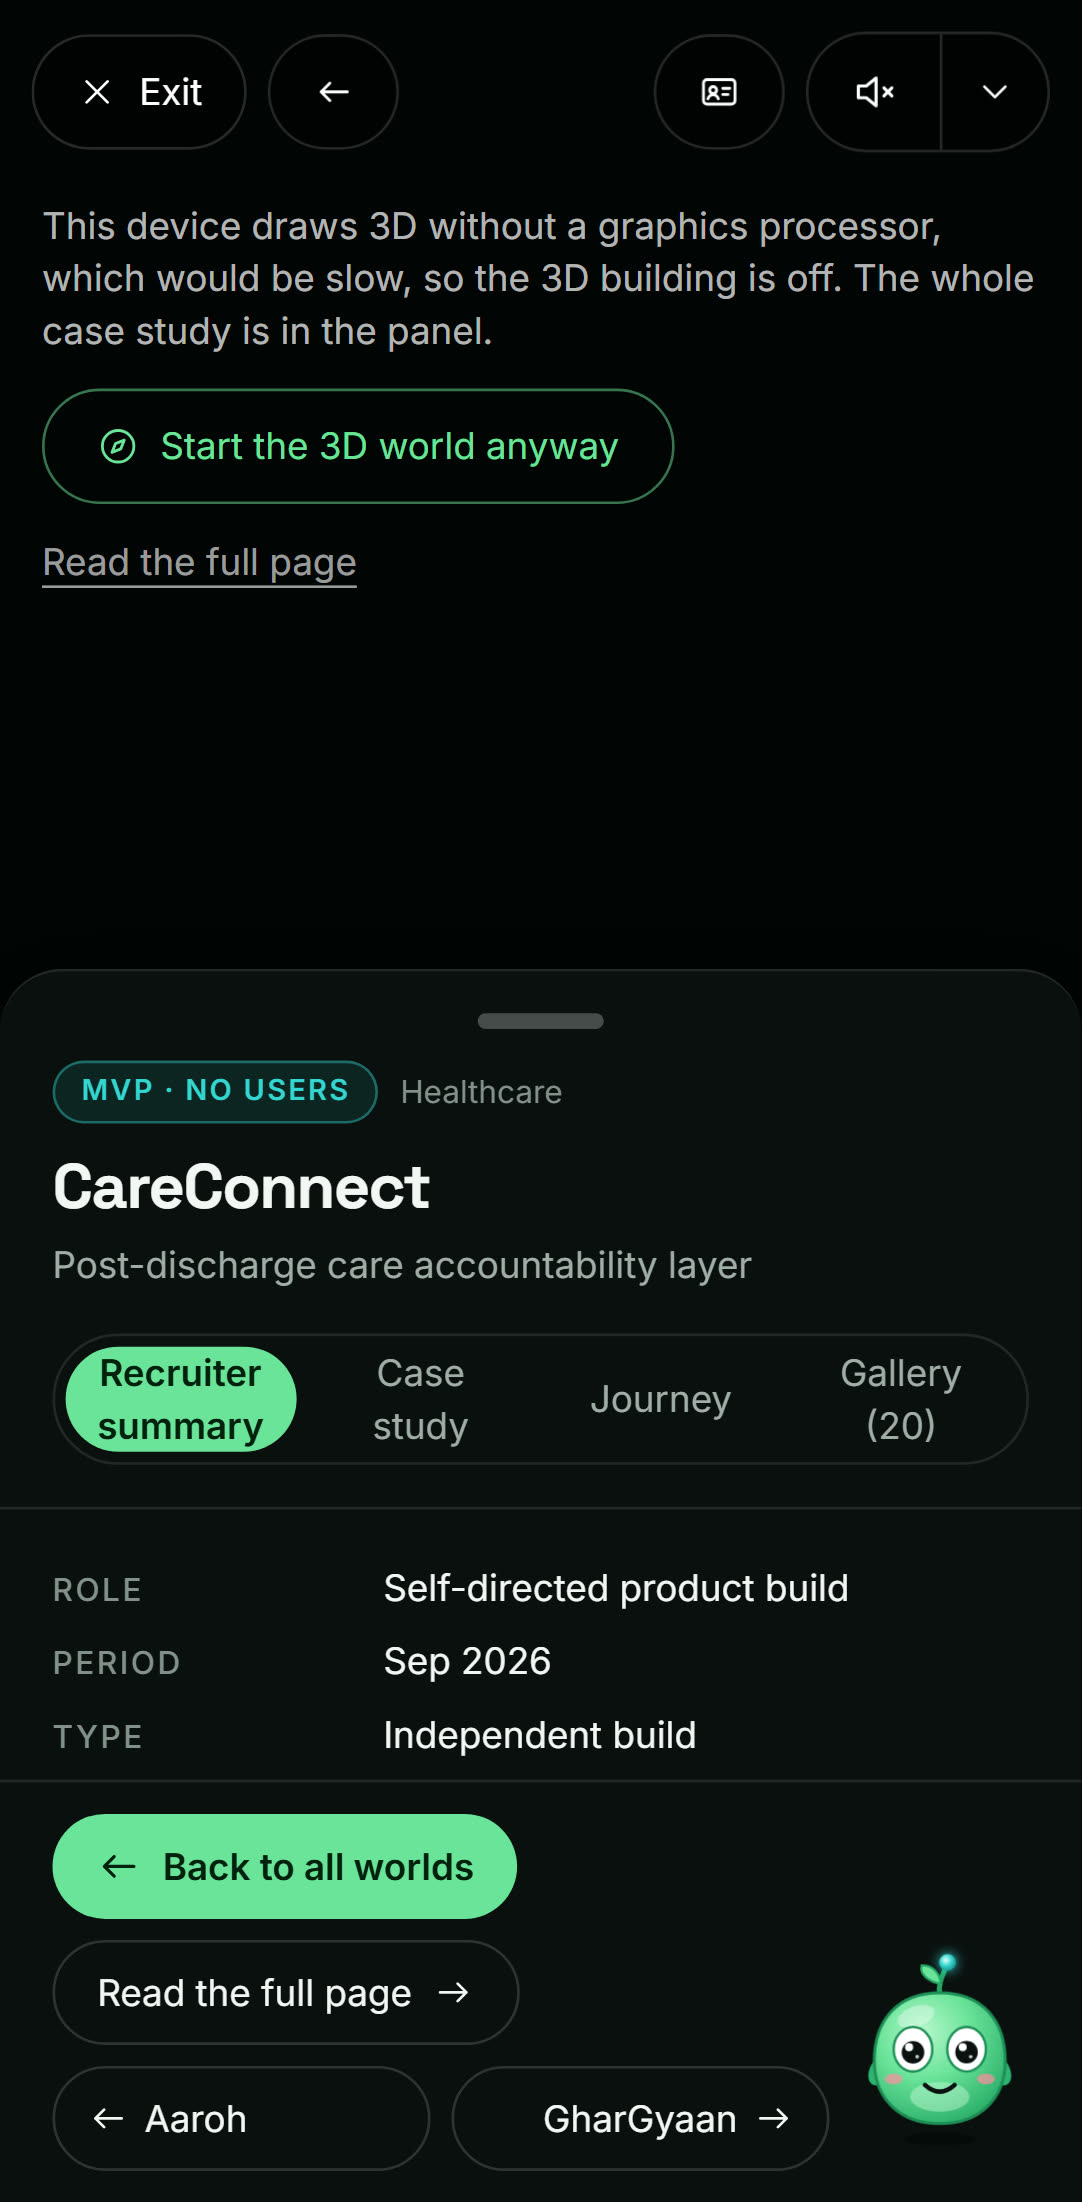 Exit
This device draws 3D without a graphics processor,
which would be slow, so the 3D building is off. The whole
case study is in the panel.
Start the 3D world anyway
Read the full page
MVP · NO USERS
Healthcare
CareConnect
Post-discharge care accountability layer
Recruiter
summary
Case
study
Journey
Gallery
(20)
ROLE
Self-directed product build
PERIOD
Sep 2026
TYPE
Independent build
Back to all worlds
Read the full page
Aaroh
GharGyaan